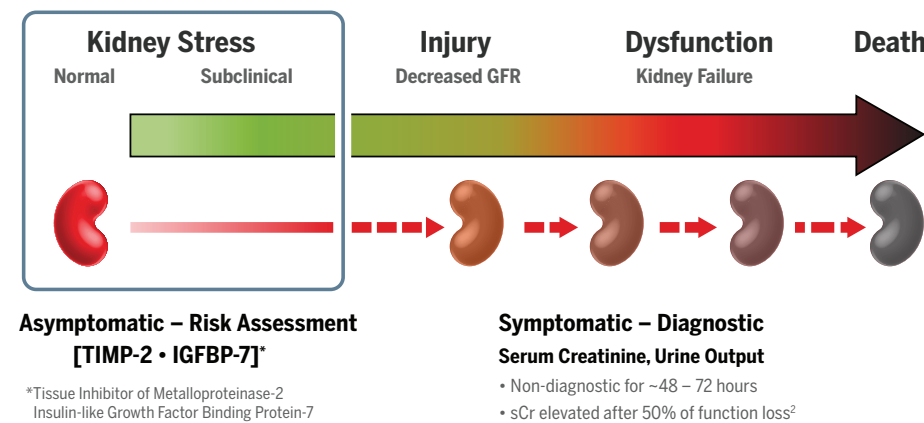 Kidney Stress
Injury
Dysfunction
Death
Normal
Subclinical
Decreased GFR
Kidney Failure
Asymptomatic – Risk Assessment
[TIMP-2 • IGFBP-7]*
*Tissue Inhibitor of Metalloproteinase-2
Insulin-like Growth Factor Binding Protein-7
Symptomatic – Diagnostic
Serum Creatinine, Urine Output
• Non-diagnostic for ~48 – 72 hours
• sCr elevated after 50% of function loss²